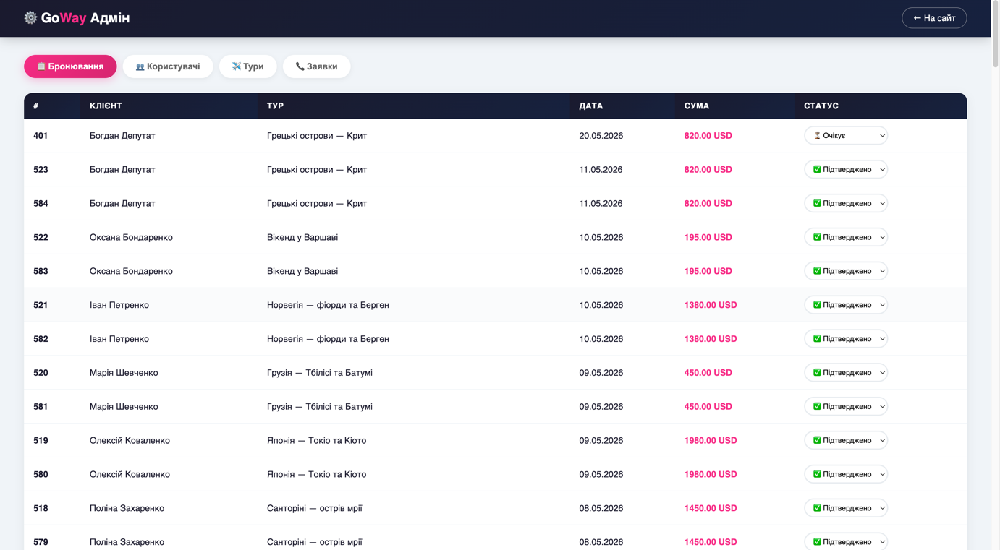 ⚙️ GoWay Адмін
← На сайт
📋 Бронювання 👥 Користувачі ✈️ Тури 📞 Заявки
# КЛІЄНТ ТУР ДАТА СУМА СТАТУС
401 Богдан Депутат Грецькі острови — Крит 20.05.2026 820.00 USD ⏳ Очікує
523 Богдан Депутат Грецькі острови — Крит 11.05.2026 820.00 USD ✅ Підтверджено
584 Богдан Депутат Грецькі острови — Крит 11.05.2026 820.00 USD ✅ Підтверджено
522 Оксана Бондаренко Вікенд у Варшаві 10.05.2026 195.00 USD ✅ Підтверджено
583 Оксана Бондаренко Вікенд у Варшаві 10.05.2026 195.00 USD ✅ Підтверджено
521 Іван Петренко Норвегія — фіорди та Берген 10.05.2026 1380.00 USD ✅ Підтверджено
582 Іван Петренко Норвегія — фіорди та Берген 10.05.2026 1380.00 USD ✅ Підтверджено
520 Марія Шевченко Грузія — Тбілісі та Батумі 09.05.2026 450.00 USD ✅ Підтверджено
581 Марія Шевченко Грузія — Тбілісі та Батумі 09.05.2026 450.00 USD ✅ Підтверджено
519 Олексій Коваленко Японія — Токіо та Кіото 09.05.2026 1980.00 USD ✅ Підтверджено
580 Олексій Коваленко Японія — Токіо та Кіото 09.05.2026 1980.00 USD ✅ Підтверджено
518 Поліна Захаренко Санторіні — острів мрії 08.05.2026 1450.00 USD ✅ Підтверджено
579 Поліна Захаренко Санторіні — острів мрії 08.05.2026 1450.00 USD ✅ Підтверджено